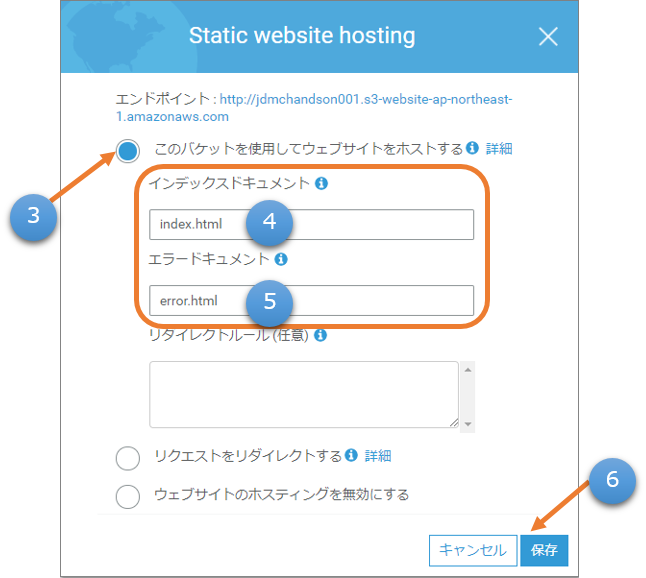 Static website hosting
エンドポイント : http://jdmchandson001.s3-website-ap-northeast-
1.amazonaws.com
このバケットを使用してウェブサイトをホストする 詳細
3
インデックスドキュメント
index.html 4
エラードキュメント
error.html 5
リダイレクトルール (任意)
リクエストをリダイレクトする 詳細
ウェブサイトのホスティングを無効にする
6
キャンセル 保存